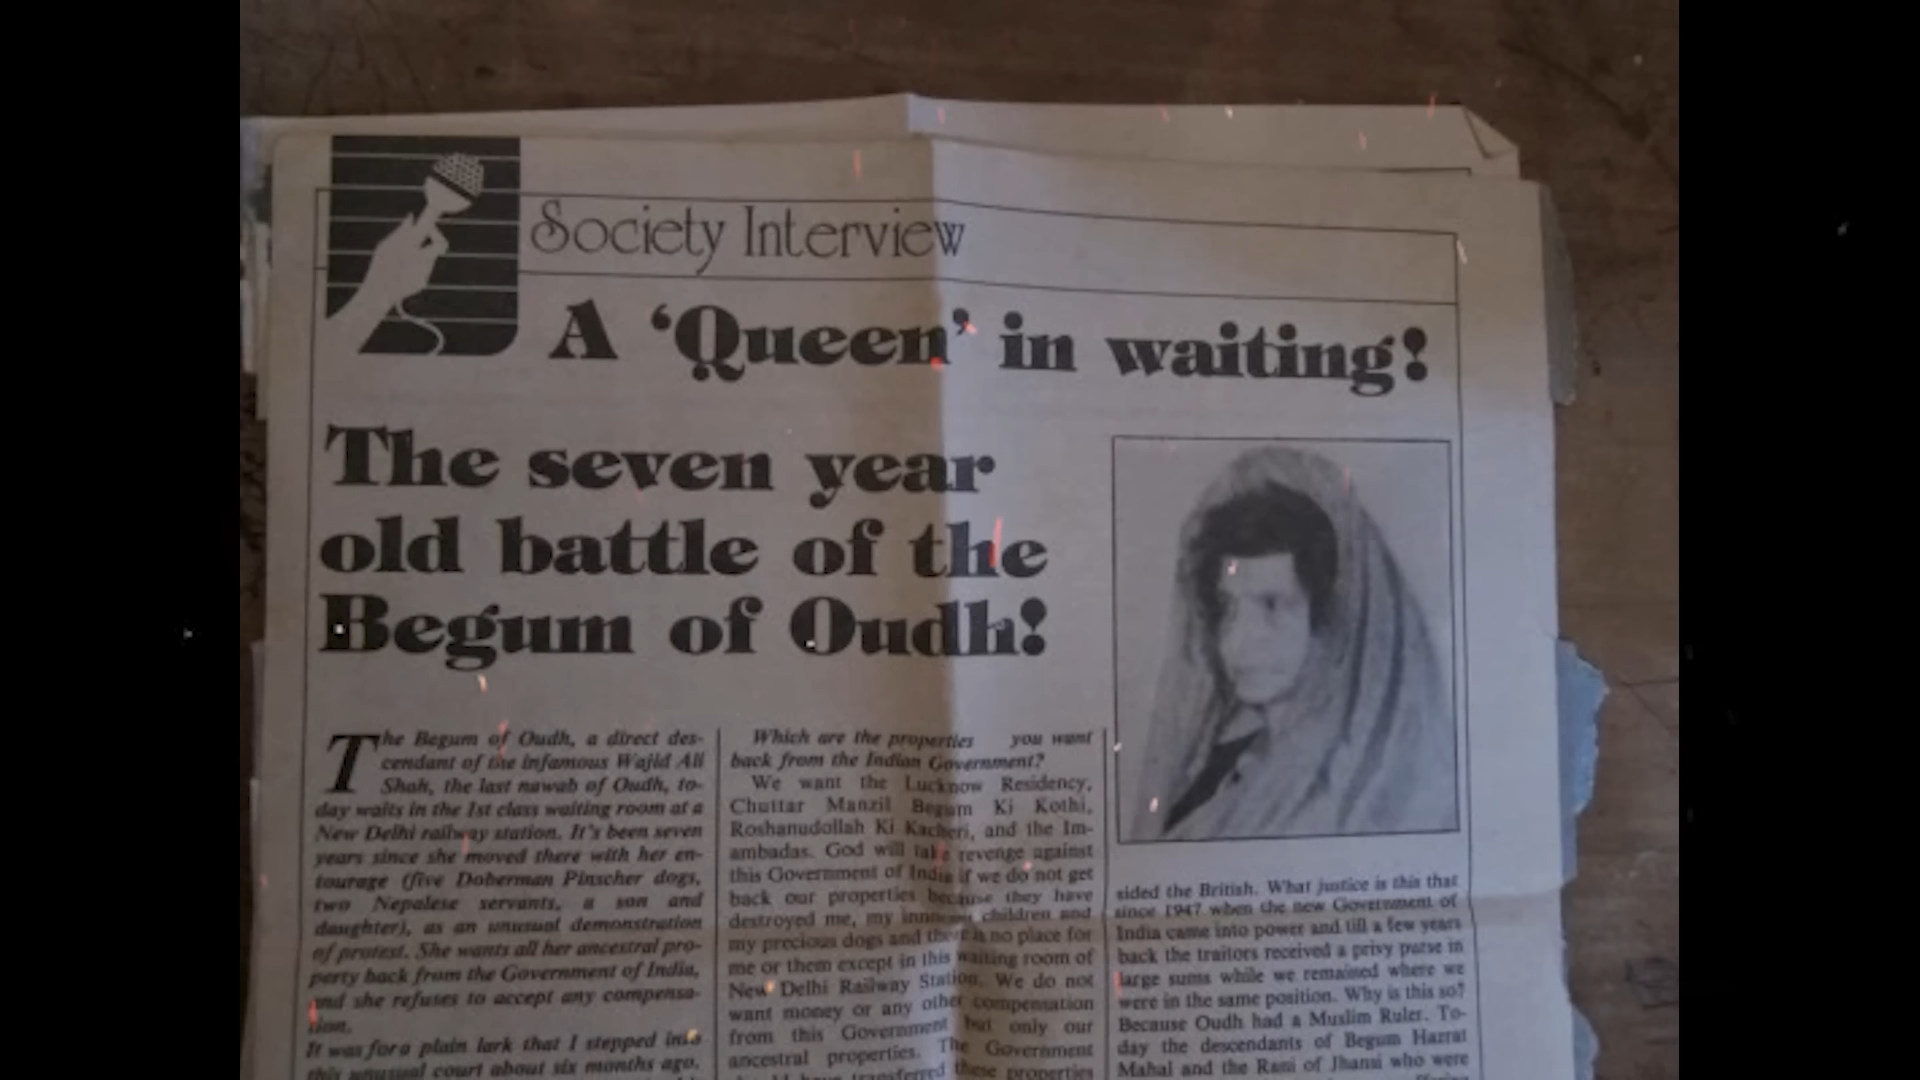 Society Interview
A ‘Queen’ in waiting!
The seven year
old battle of the
Begum of Oudh!
The Begum of Oudh, a direct des-
cendant of the infamous Wajid Ali
Shah, the last nawab of Oudh, to-
day waits in the 1st class waiting room at a
New Delhi railway station. It's been seven
years since she moved there with her en-
tourage (five Doberman Pinscher dogs,
two Nepalese servants, a son and
daughter), as an unusual demonstration
of protest. She wants all her ancestral pro-
perty back from the Government of India,
and she refuses to accept any compensa-
tion.
It was for a plain lark that I stepped into
this unusual court about six months ago.
Which are the properties you want
back from the Indian Government?
We want the Lucknow Residency,
Chuttar Manzil Begum Ki Kothi,
Roshanudollah Ki Kacheri, and the Im-
ambadas. God will take revenge against
this Government of India if we do not get
back our properties because they have
destroyed me, my innocent children and
my precious dogs and there is no place for
me or them except in this waiting room of
New Delhi Railway Station. We do not
want money or any other compensation
from this Government but only our
ancestral properties. The Government
should have transferred these properties
sided the British. What justice is this that
since 1947 when the new Government of
India came into power and till a few years
back the traitors received a privy purse in
large sums while we remained where we
were in the same position. Why is this so?
Because Oudh had a Muslim Ruler. To-
day the descendants of Begum Hazrat
Mahal and the Rani of Jhansi who were